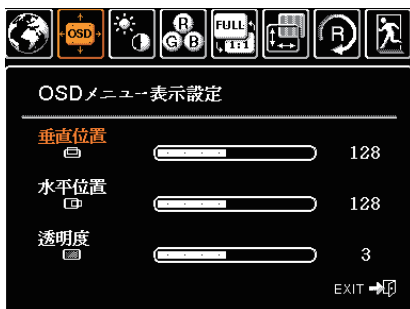 OSD
R
G B
FULL
1:1
R
OSDメニュー表示設定
垂直位置
128
水平位置
128
透明度
3
EXIT